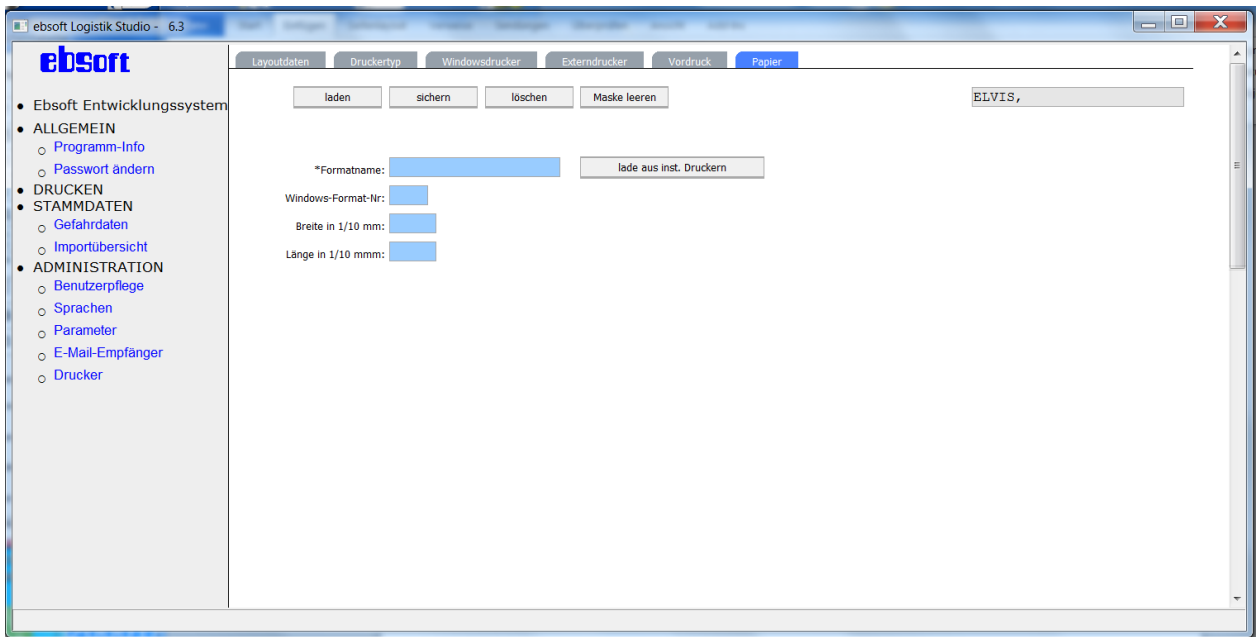 ebsoft Logistik Studio - 6.3
ebsoft
Layoutdaten Druckertyp Windowsdrucker Externdrucker Vordruck Papier
laden sichern löschen Maske leeren ELVIS,
Ebsoft Entwicklungssystem
ALLGEMEIN
Programm-Info
Passwort ändern
DRUCKEN
STAMMDATEN
Gefahrdaten
Importübersicht
ADMINISTRATION
Benutzerpflege
Sprachen
Parameter
E-Mail-Empfänger
Drucker
*Formatname: lade aus inst. Druckern
Windows-Format-Nr:
Breite in 1/10 mm:
Länge in 1/10 mmm: